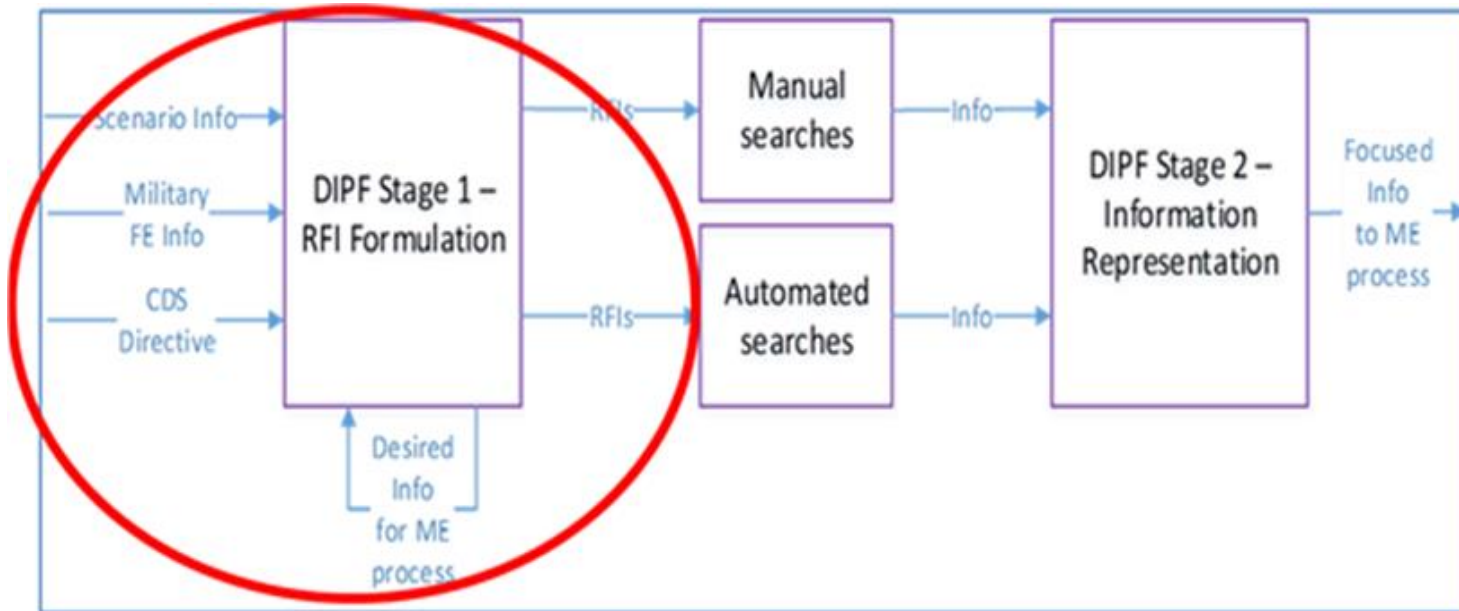 Scenario Info
Military
FE Info
CDS
Directive
DIPF Stage 1 –
RFI Formulation
Desired
Info
for ME
process
RFIs
RFIs
Manual
searches
Automated
searches
Info
Info
DIPF Stage 2 –
Information
Representation
Focused
Info
to ME
process